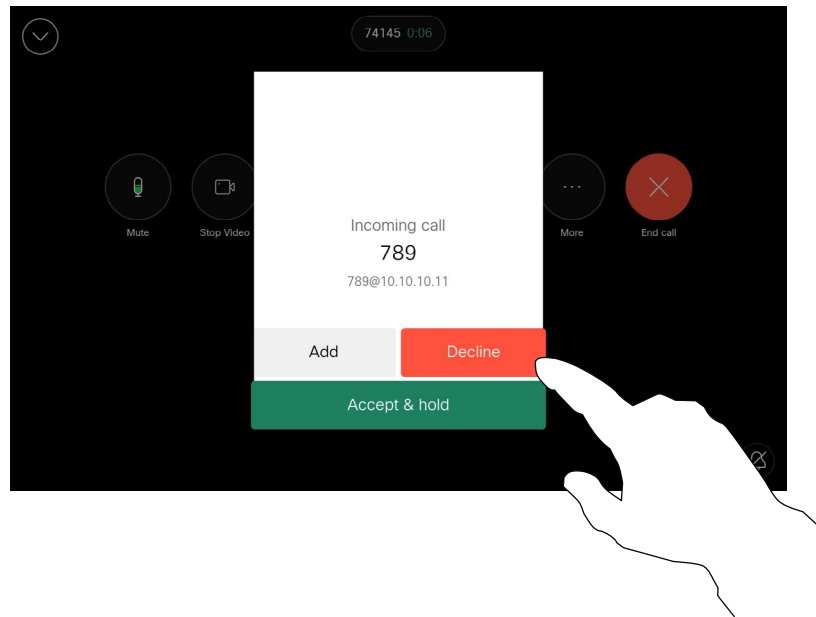 74145 0:06
Incoming call
789
789@10.10.10.11
Mute
Stop Video
More
End call
Add
Decline
Accept & hold